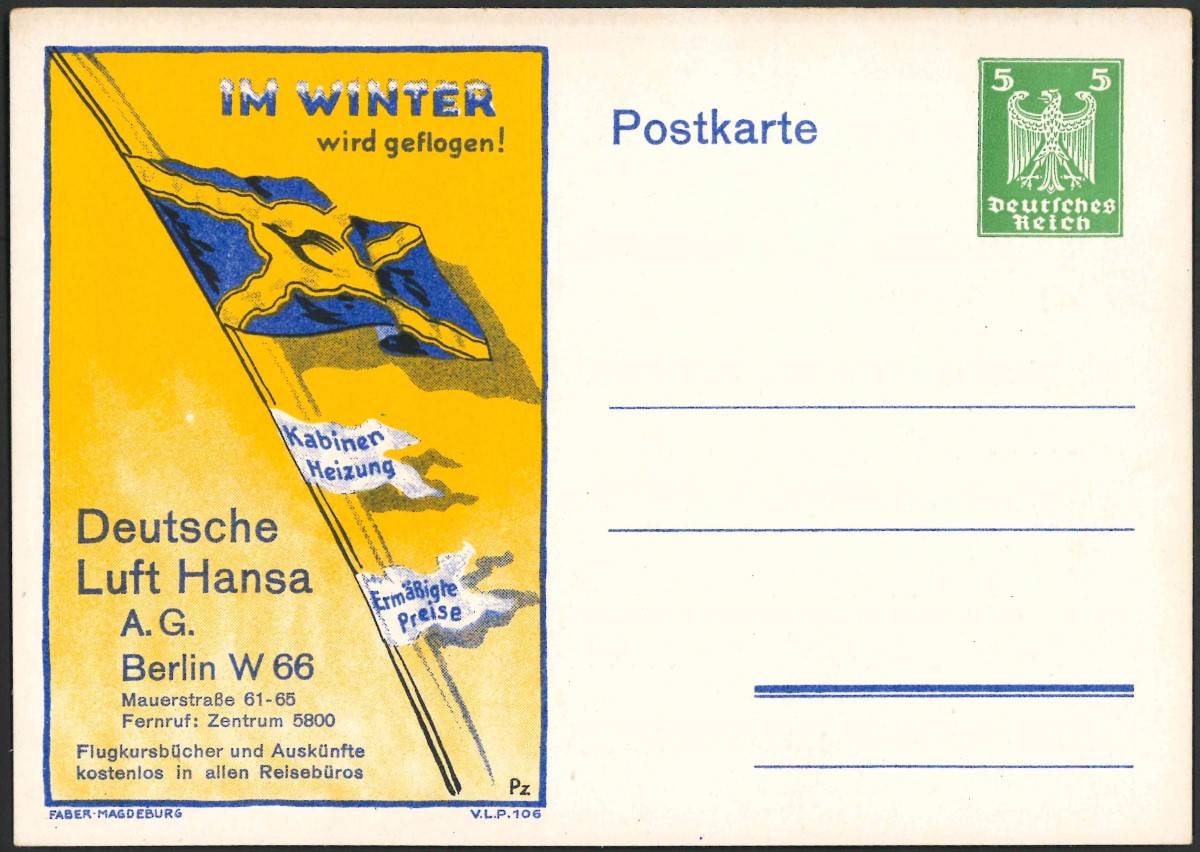 IM WINTER
wird geflogen!
Kabinen
Heizung
Ermäßigte
Preise
Deutsche
Luft Hansa
A. G.
Berlin W 66
Mauerstraße 61-65
Fernruf: Zentrum 5800
Flugkursbücher und Auskünfte
kostenlos in allen Reisebüros
Pz
FABER·MAGDEBURG
V.L.P.106
Postkarte
5 5
Deutsches
Reich